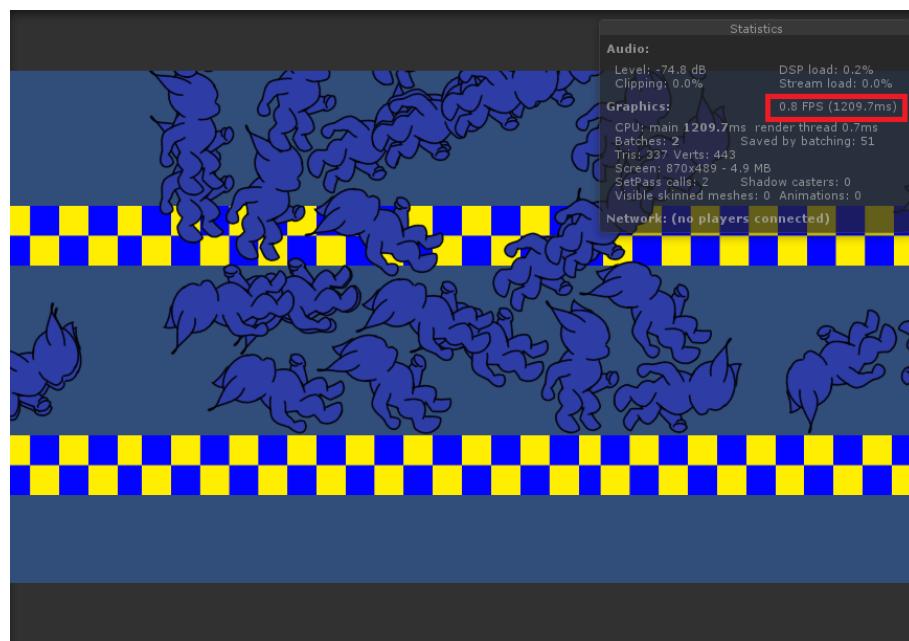 Statistics
Audio:
Level: -74.8 dB DSP load: 0.2%
Clipping: 0.0% Stream load: 0.0%
Graphics: 0.8 FPS (1209.7ms)
CPU: main 1209.7ms render thread 0.7ms
Batches: 2 Saved by batching: 51
Tris: 337 Verts: 443
Screen: 870x489 - 4.9 MB
SetPass calls: 2 Shadow casters: 0
Visible skinned meshes: 0 Animations: 0
Network: (no players connected)